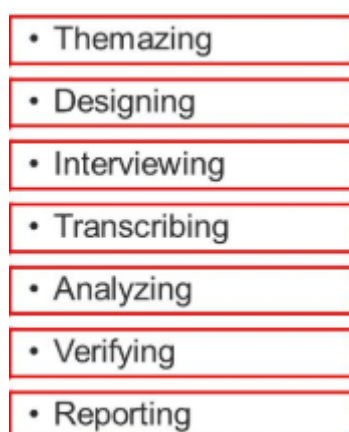 • Themazing
• Designing
• Interviewing
• Transcribing
• Analyzing
• Verifying
• Reporting